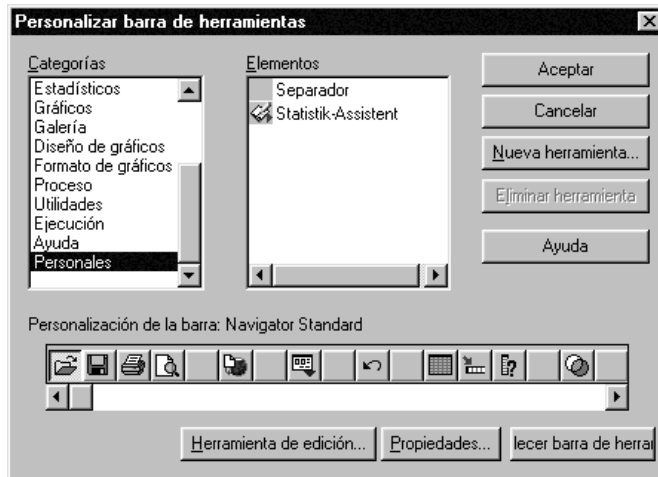 Personalizar barra de herramientas
Categorías
Estadísticos
Gráficos
Galería
Diseño de gráficos
Formato de gráficos
Proceso
Utilidades
Ejecución
Ayuda
Personales
Elementos
Separador
Statistik-Assistent
Aceptar
Cancelar
Nueva herramienta...
Eliminar herramienta
Ayuda
Personalización de la barra: Navigator Standard
Herramienta de edición... Propiedades... lecer barra de herrai